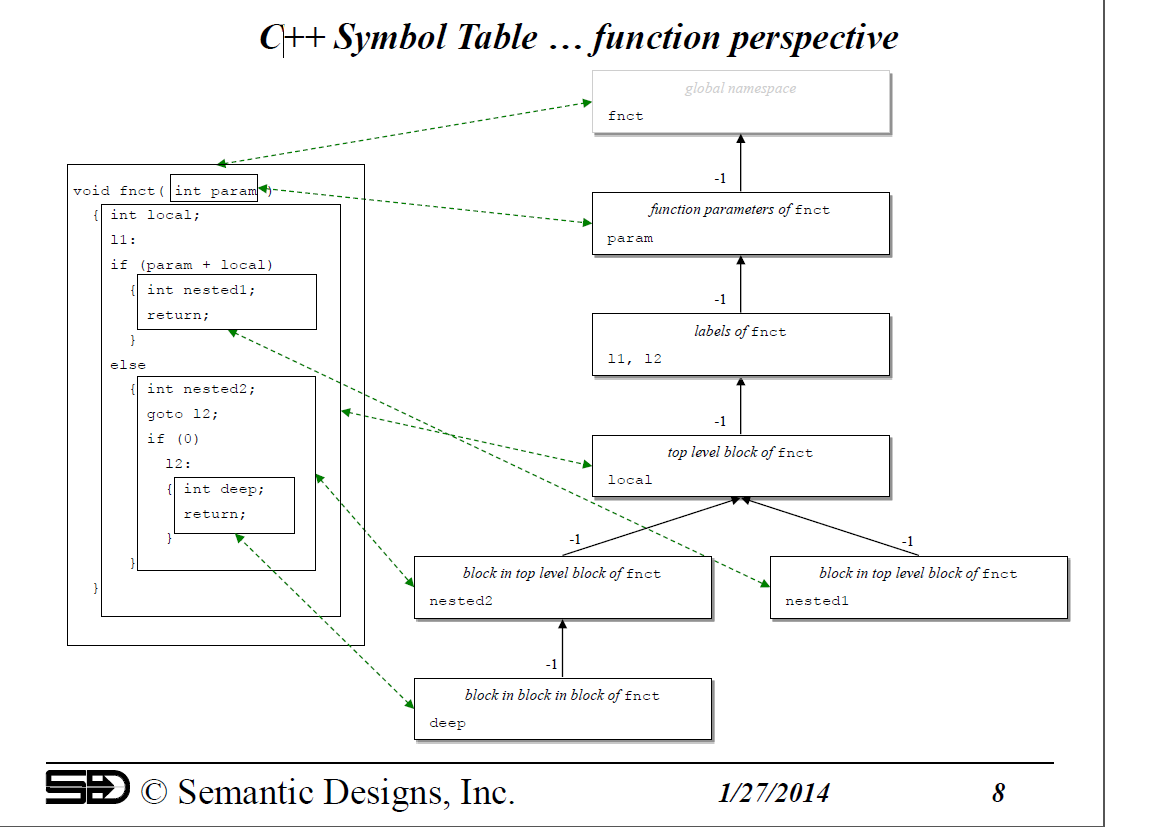 C++ Symbol Table … function perspective
global namespace
fnct
-1
void fnct( int param )
{ int local;
l1:
if (param + local)
{ int nested1;
return;
}
else
{ int nested2;
goto l2;
if (0)
l2:
{ int deep;
return;
}
}
}
function parameters of fnct
param
-1
labels of fnct
l1, l2
-1
top level block of fnct
local
-1
-1
block in top level block of fnct
nested2
block in top level block of fnct
nested1
-1
block in block in block of fnct
deep
SD © Semantic Designs, Inc.
1/27/2014
8